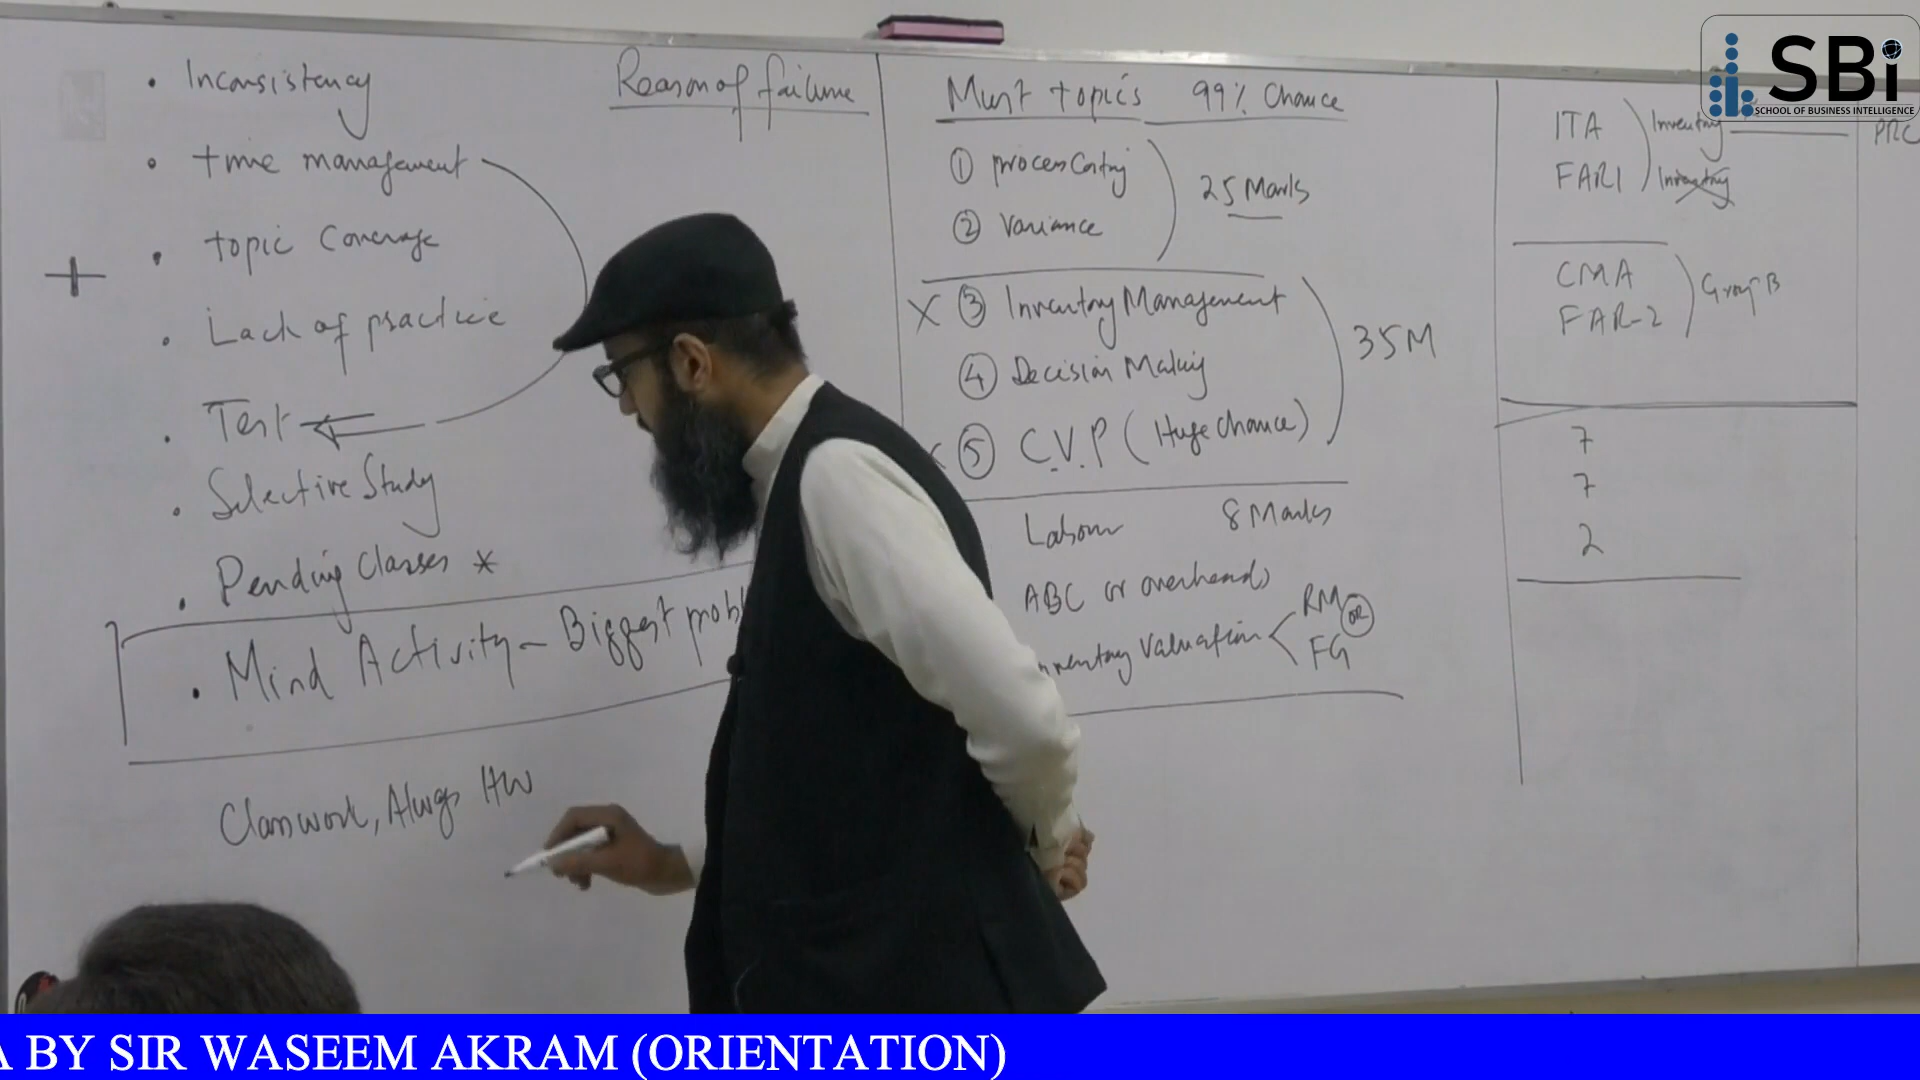 Reason of failure
• Inconsistency
• time management
• topic Coverage
+
• Lack of practice
• Test
• Selective Study
• Pending Classes *
• Mind Activity - Biggest
Classwork, HW
Must topics 99% Chance
① process Costing
② Variance
25 Marks
X ③ Inventory Management
④ Decision Making
⑤ C.V.P (Huge Chance)
35M
Labour 8 Marks
ABC or overheads
Valuation < RM OR FG
ITA
FAR1
Inventory
Inventory
CMA
FAR-2
Group B
7
7
2
PRC
SBi
SCHOOL OF BUSINESS INTELLIGENCE
A BY SIR WASEEM AKRAM (ORIENTATION)